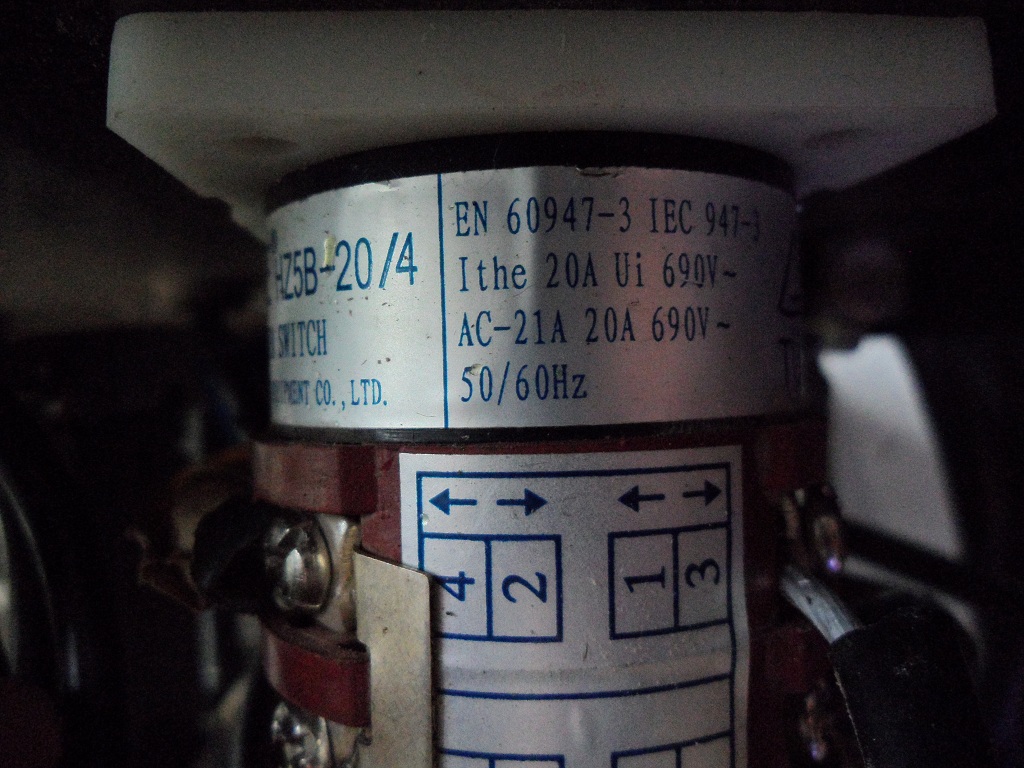 HZ5B-20/4
SWITCH
CO.,LTD.
EN 60947-3 IEC 947-3
Ithe 20A Ui 690V~
AC-21A 20A 690V~
50/60Hz
4 2 1 3